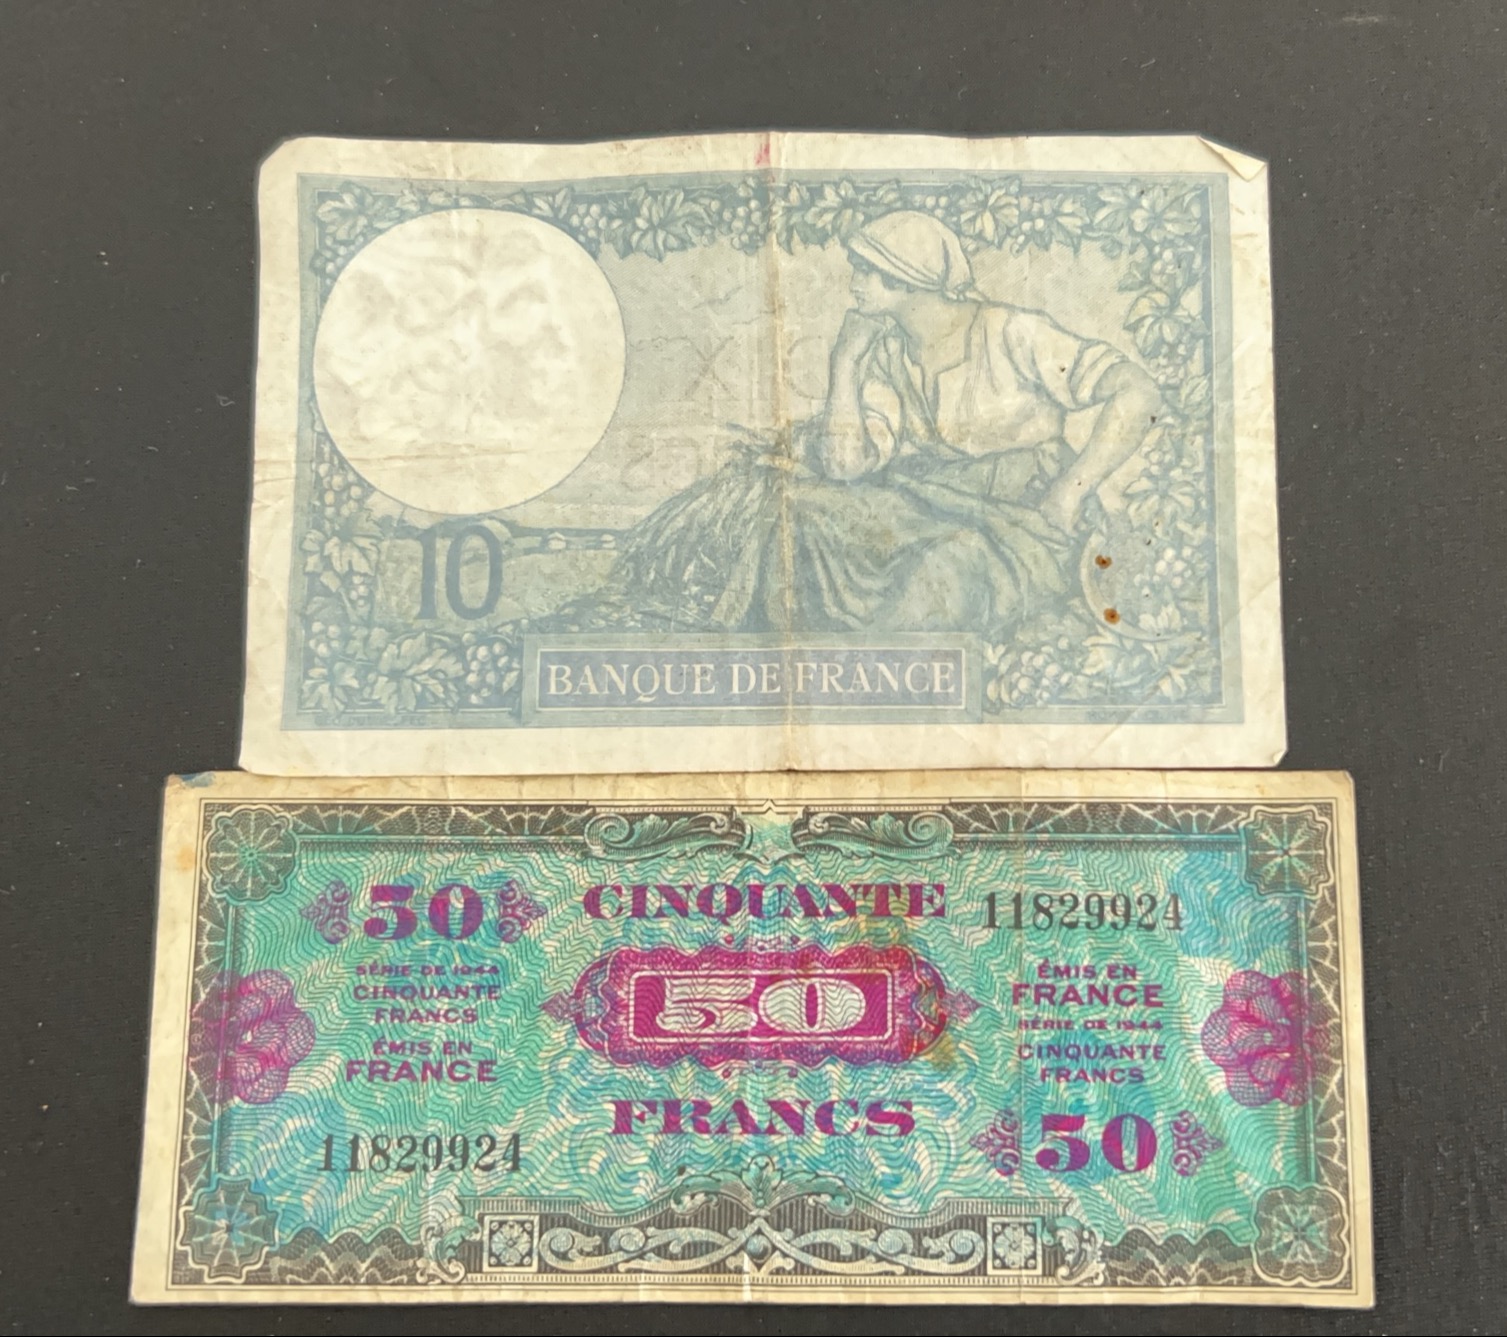 10
BANQUE DE FRANCE
50
CINQUANTE
11829924
SÉRIE DE 1944
CINQUANTE
FRANCS
ÉMIS EN
FRANCE
50
ÉMIS EN
FRANCE
SÉRIE DE 1944
CINQUANTE
FRANCS
11829924
FRANCS
50